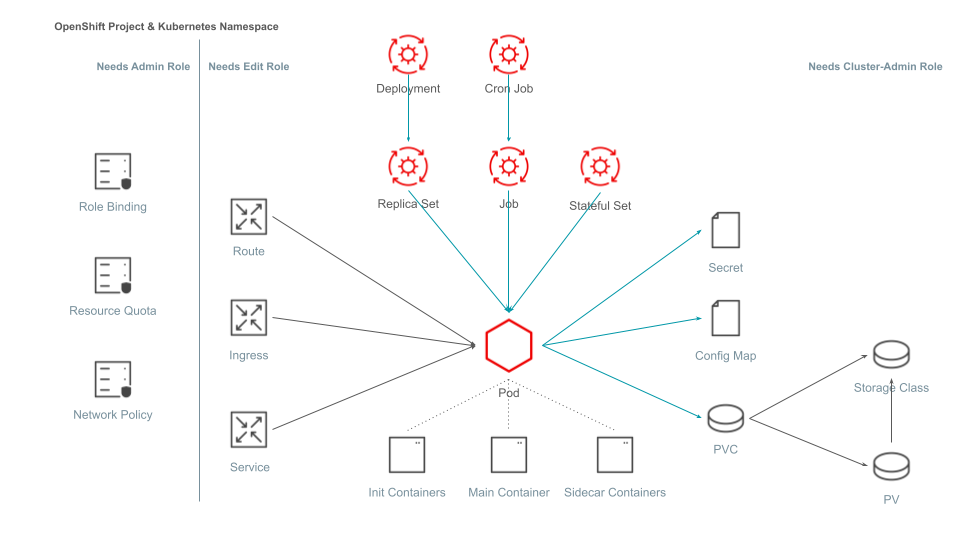 OpenShift Project & Kubernetes Namespace
Needs Admin Role
Needs Edit Role
Needs Cluster-Admin Role
Deployment
Cron Job
Replica Set
Job
Stateful Set
Role Binding
Resource Quota
Network Policy
Route
Ingress
Service
Pod
Init Containers
Main Container
Sidecar Containers
Secret
Config Map
PVC
Storage Class
PV